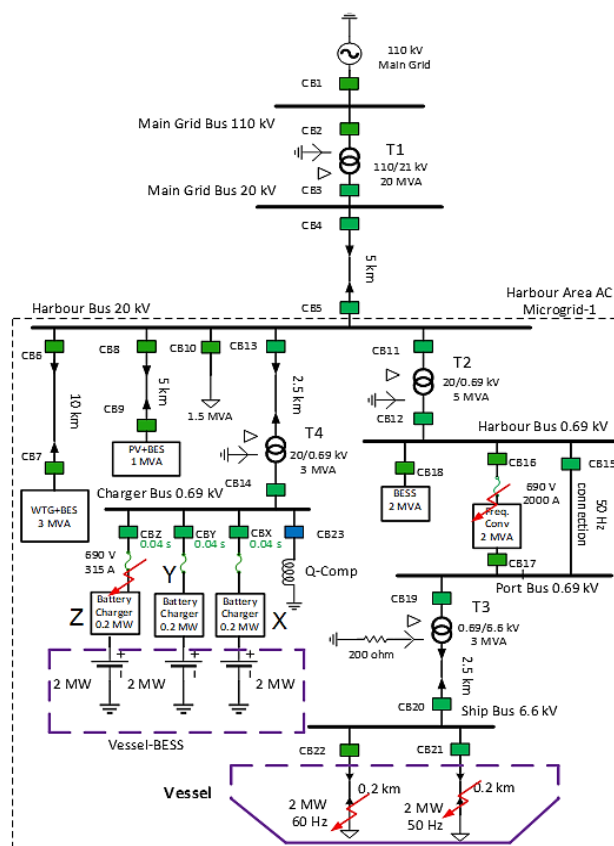 110 kV
Main Grid
CB1
Main Grid Bus 110 kV
CB2
T1
110/21 kV
20 MVA
CB3
Main Grid Bus 20 kV
CB4
5 km
Harbour Area AC
Microgrid-1
CB5
Harbour Bus 20 kV
CB6
CB8
CB10
CB13
CB11
T2
20/0.69 kV
5 MVA
10 km
5 km
2.5 km
1.5 MVA
CB9
CB12
PV+BES
1 MVA
T4
20/0.69 kV
3 MVA
Harbour Bus 0.69 kV
CB7
CB14
CB18
CB16
CB15
WTG+BES
3 MVA
BESS
2 MVA
690 V
2000 A
Freq.
Conv
2 MVA
50 Hz
connection
Charger Bus 0.69 kV
CBZ
CBY
CBX
CB23
0.04 s
0.04 s
0.04 s
CB17
690 V
315 A
Port Bus 0.69 kV
Q-Comp
Y
Z
X
Battery
Charger
0.2 MW
Battery
Charger
0.2 MW
Battery
Charger
0.2 MW
CB19
T3
0.69/6.6 kV
3 MVA
200 ohm
2.5 km
2 MW
2 MW
2 MW
+
I
+
I
+
I
CB20
Ship Bus 6.6 kV
Vessel-BESS
CB22
CB21
Vessel
0.2 km
0.2 km
2 MW
60 Hz
2 MW
50 Hz